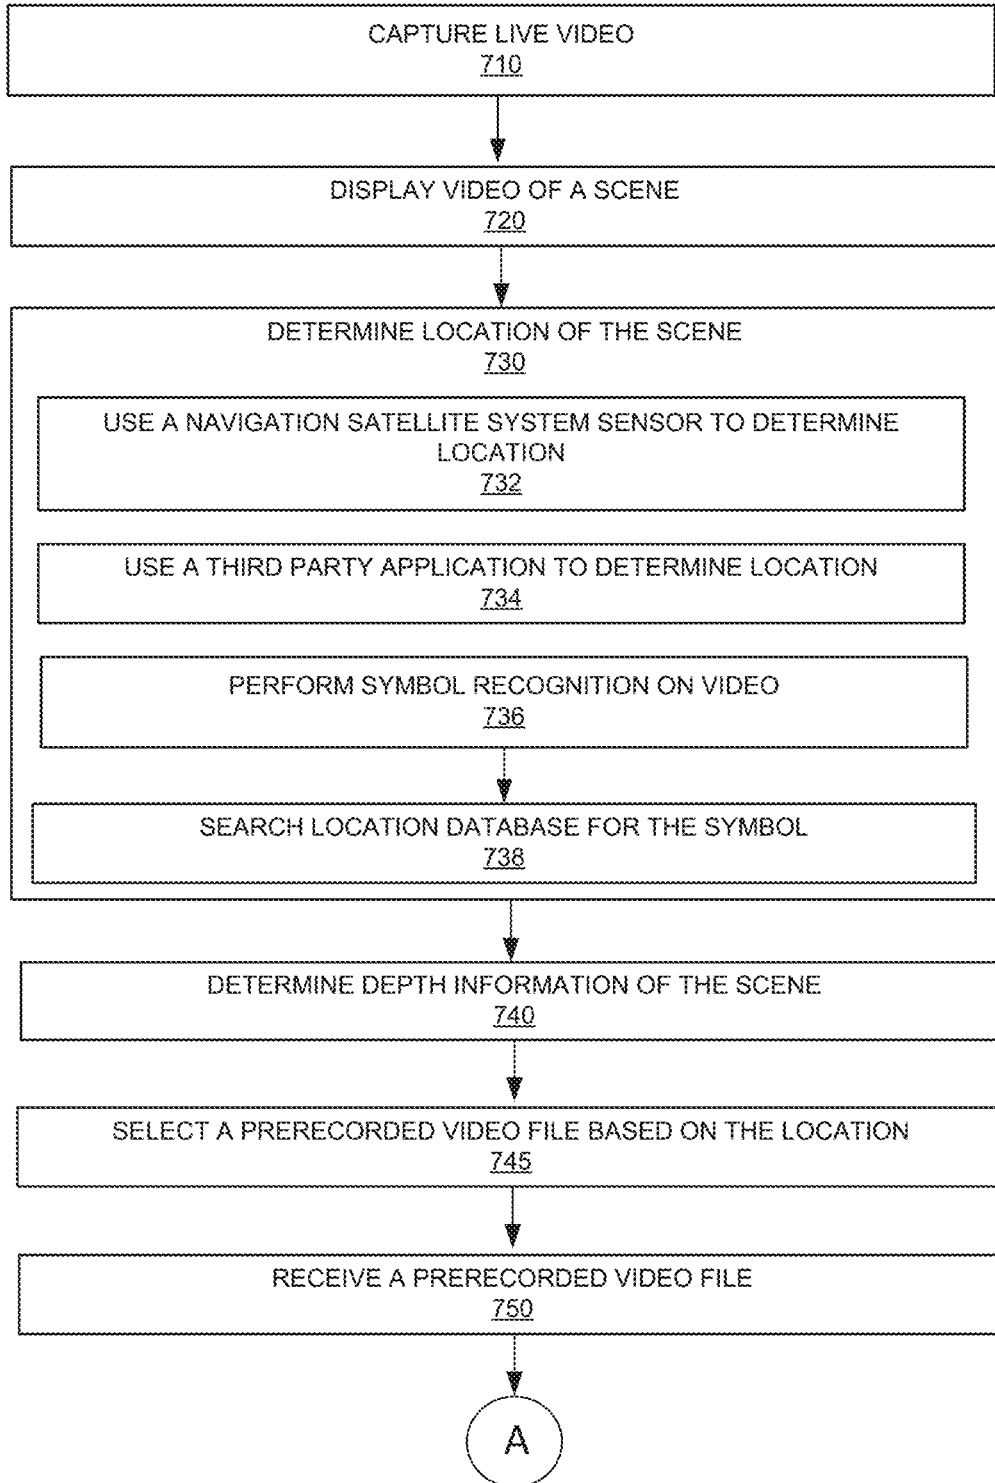 CAPTURE LIVE VIDEO
710
DISPLAY VIDEO OF A SCENE
720
DETERMINE LOCATION OF THE SCENE
730
USE A NAVIGATION SATELLITE SYSTEM SENSOR TO DETERMINE
LOCATION
732
USE A THIRD PARTY APPLICATION TO DETERMINE LOCATION
734
PERFORM SYMBOL RECOGNITION ON VIDEO
736
SEARCH LOCATION DATABASE FOR THE SYMBOL
738
DETERMINE DEPTH INFORMATION OF THE SCENE
740
SELECT A PRERECORDED VIDEO FILE BASED ON THE LOCATION
745
RECEIVE A PRERECORDED VIDEO FILE
750
A